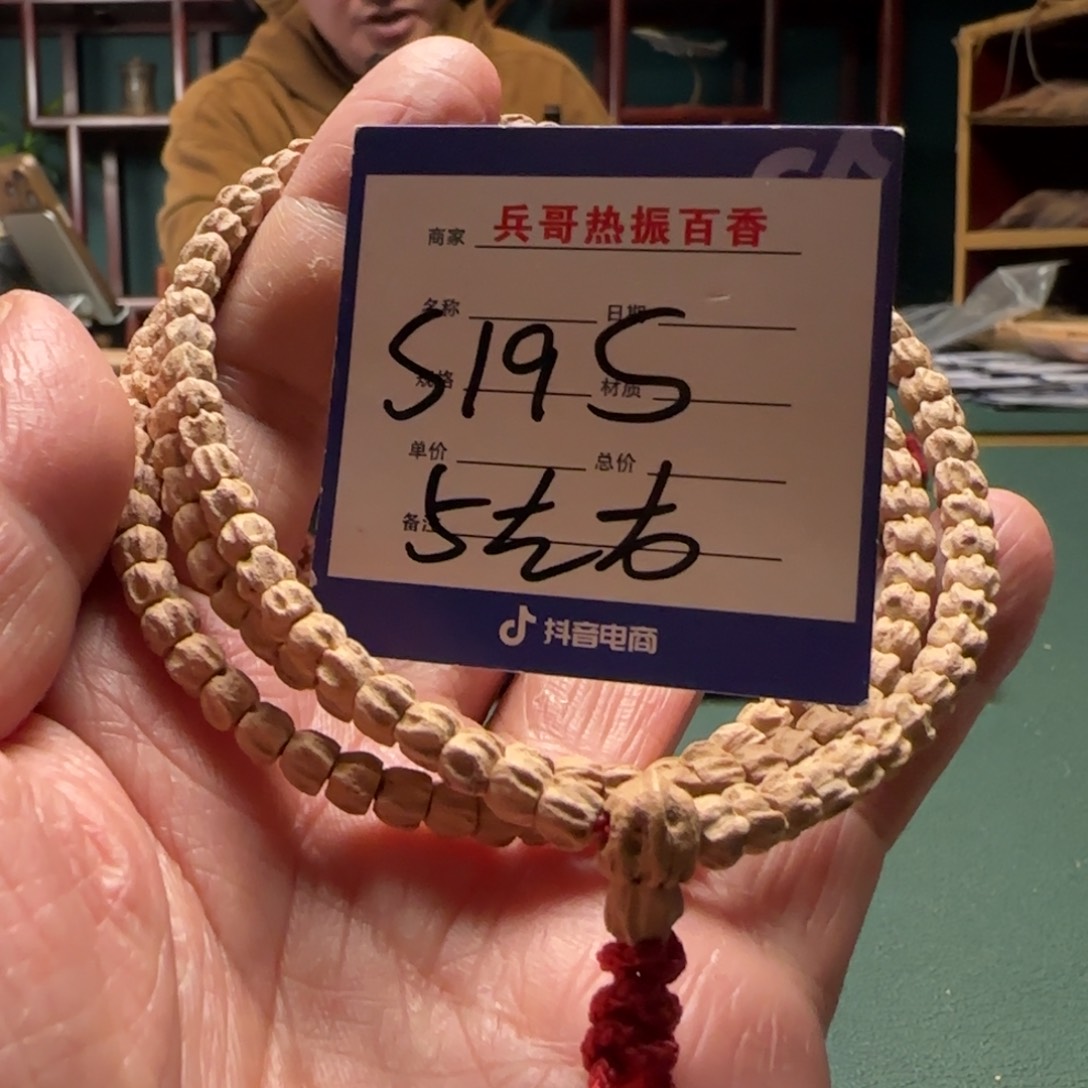 商家 兵哥热振百香
名称 日期
S19S
规格 材质
单价 总价
5元右
备注
抖音电商